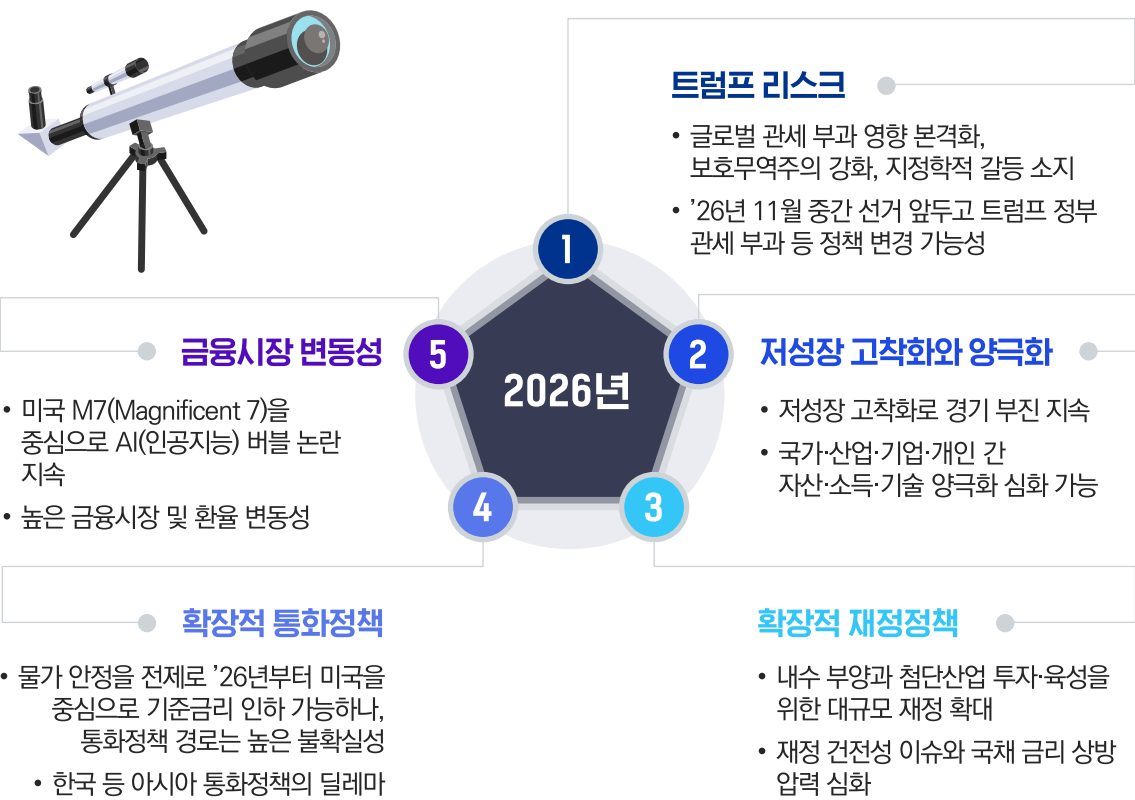 트럼프 리스크
• 글로벌 관세 부과 영향 본격화,
보호무역주의 강화, 지정학적 갈등 소지
• ’26년 11월 중간 선거 앞두고 트럼프 정부
관세 부과 등 정책 변경 가능성
1
2
저성장 고착화와 양극화
• 저성장 고착화로 경기 부진 지속
• 국가·산업·기업·개인 간
자산·소득·기술 양극화 심화 가능
3
확장적 재정정책
• 내수 부양과 첨단산업 투자·육성을
위한 대규모 재정 확대
• 재정 건전성 이슈와 국채 금리 상방
압력 심화
4
확장적 통화정책
• 물가 안정을 전제로 ’26년부터 미국을
중심으로 기준금리 인하 가능하나,
통화정책 경로는 높은 불확실성
• 한국 등 아시아 통화정책의 딜레마
5
금융시장 변동성
• 미국 M7(Magnificent 7)을
중심으로 AI(인공지능) 버블 논란
지속
• 높은 금융시장 및 환율 변동성
2026년